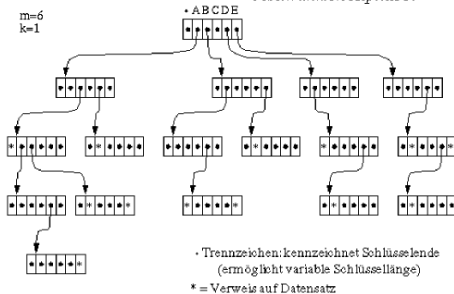 m=6
k=1
• A B C D E
• Trennzeichen: kennzeichnet Schlüsselende
(ermöglicht variable Schlüssellänge)
* = Verweis auf Datensatz